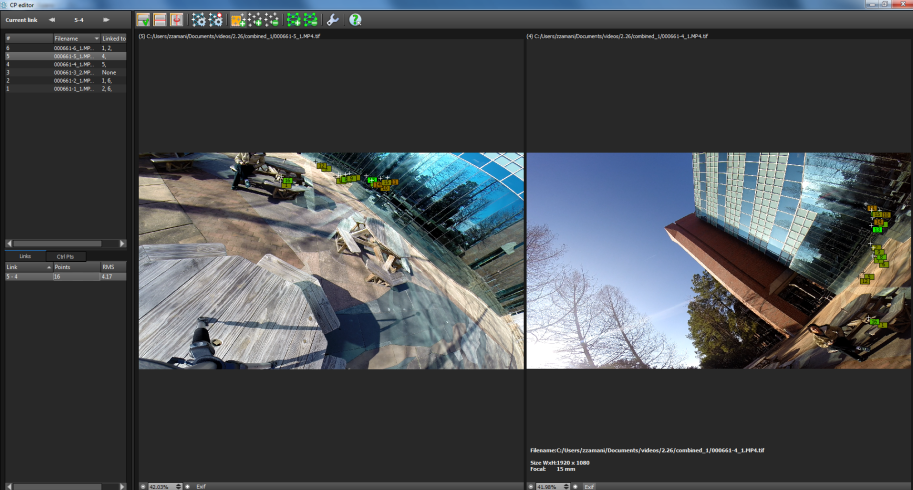 CP editor
Current link
5-4
#
Filename
Linked to
6 000661-6_1.MP... 1, 2,
5 000661-5_1.MP... 4,
4 000661-4_1.MP... 5,
3 000661-3_2.MP... None
2 000661-2_1.MP... 1, 6,
1 000661-1_1.MP... 2, 6,
Links
Ctrl Pts
Link Points RMS
5 - 4 16 4.17
(5) C:/Users/zzamani/Documents/videos/2.26/combined_1/000661-5_1.MP4.tif
42.03%
Exif
(4) C:/Users/zzamani/Documents/videos/2.26/combined_1/000661-4_1.MP4.tif
Filename:C:/Users/zzamani/Documents/videos/2.26/combined_1/000661-4_1.MP4.tif
Size WxH:1920 x 1080
Focal: 15 mm
41.98%
Exif